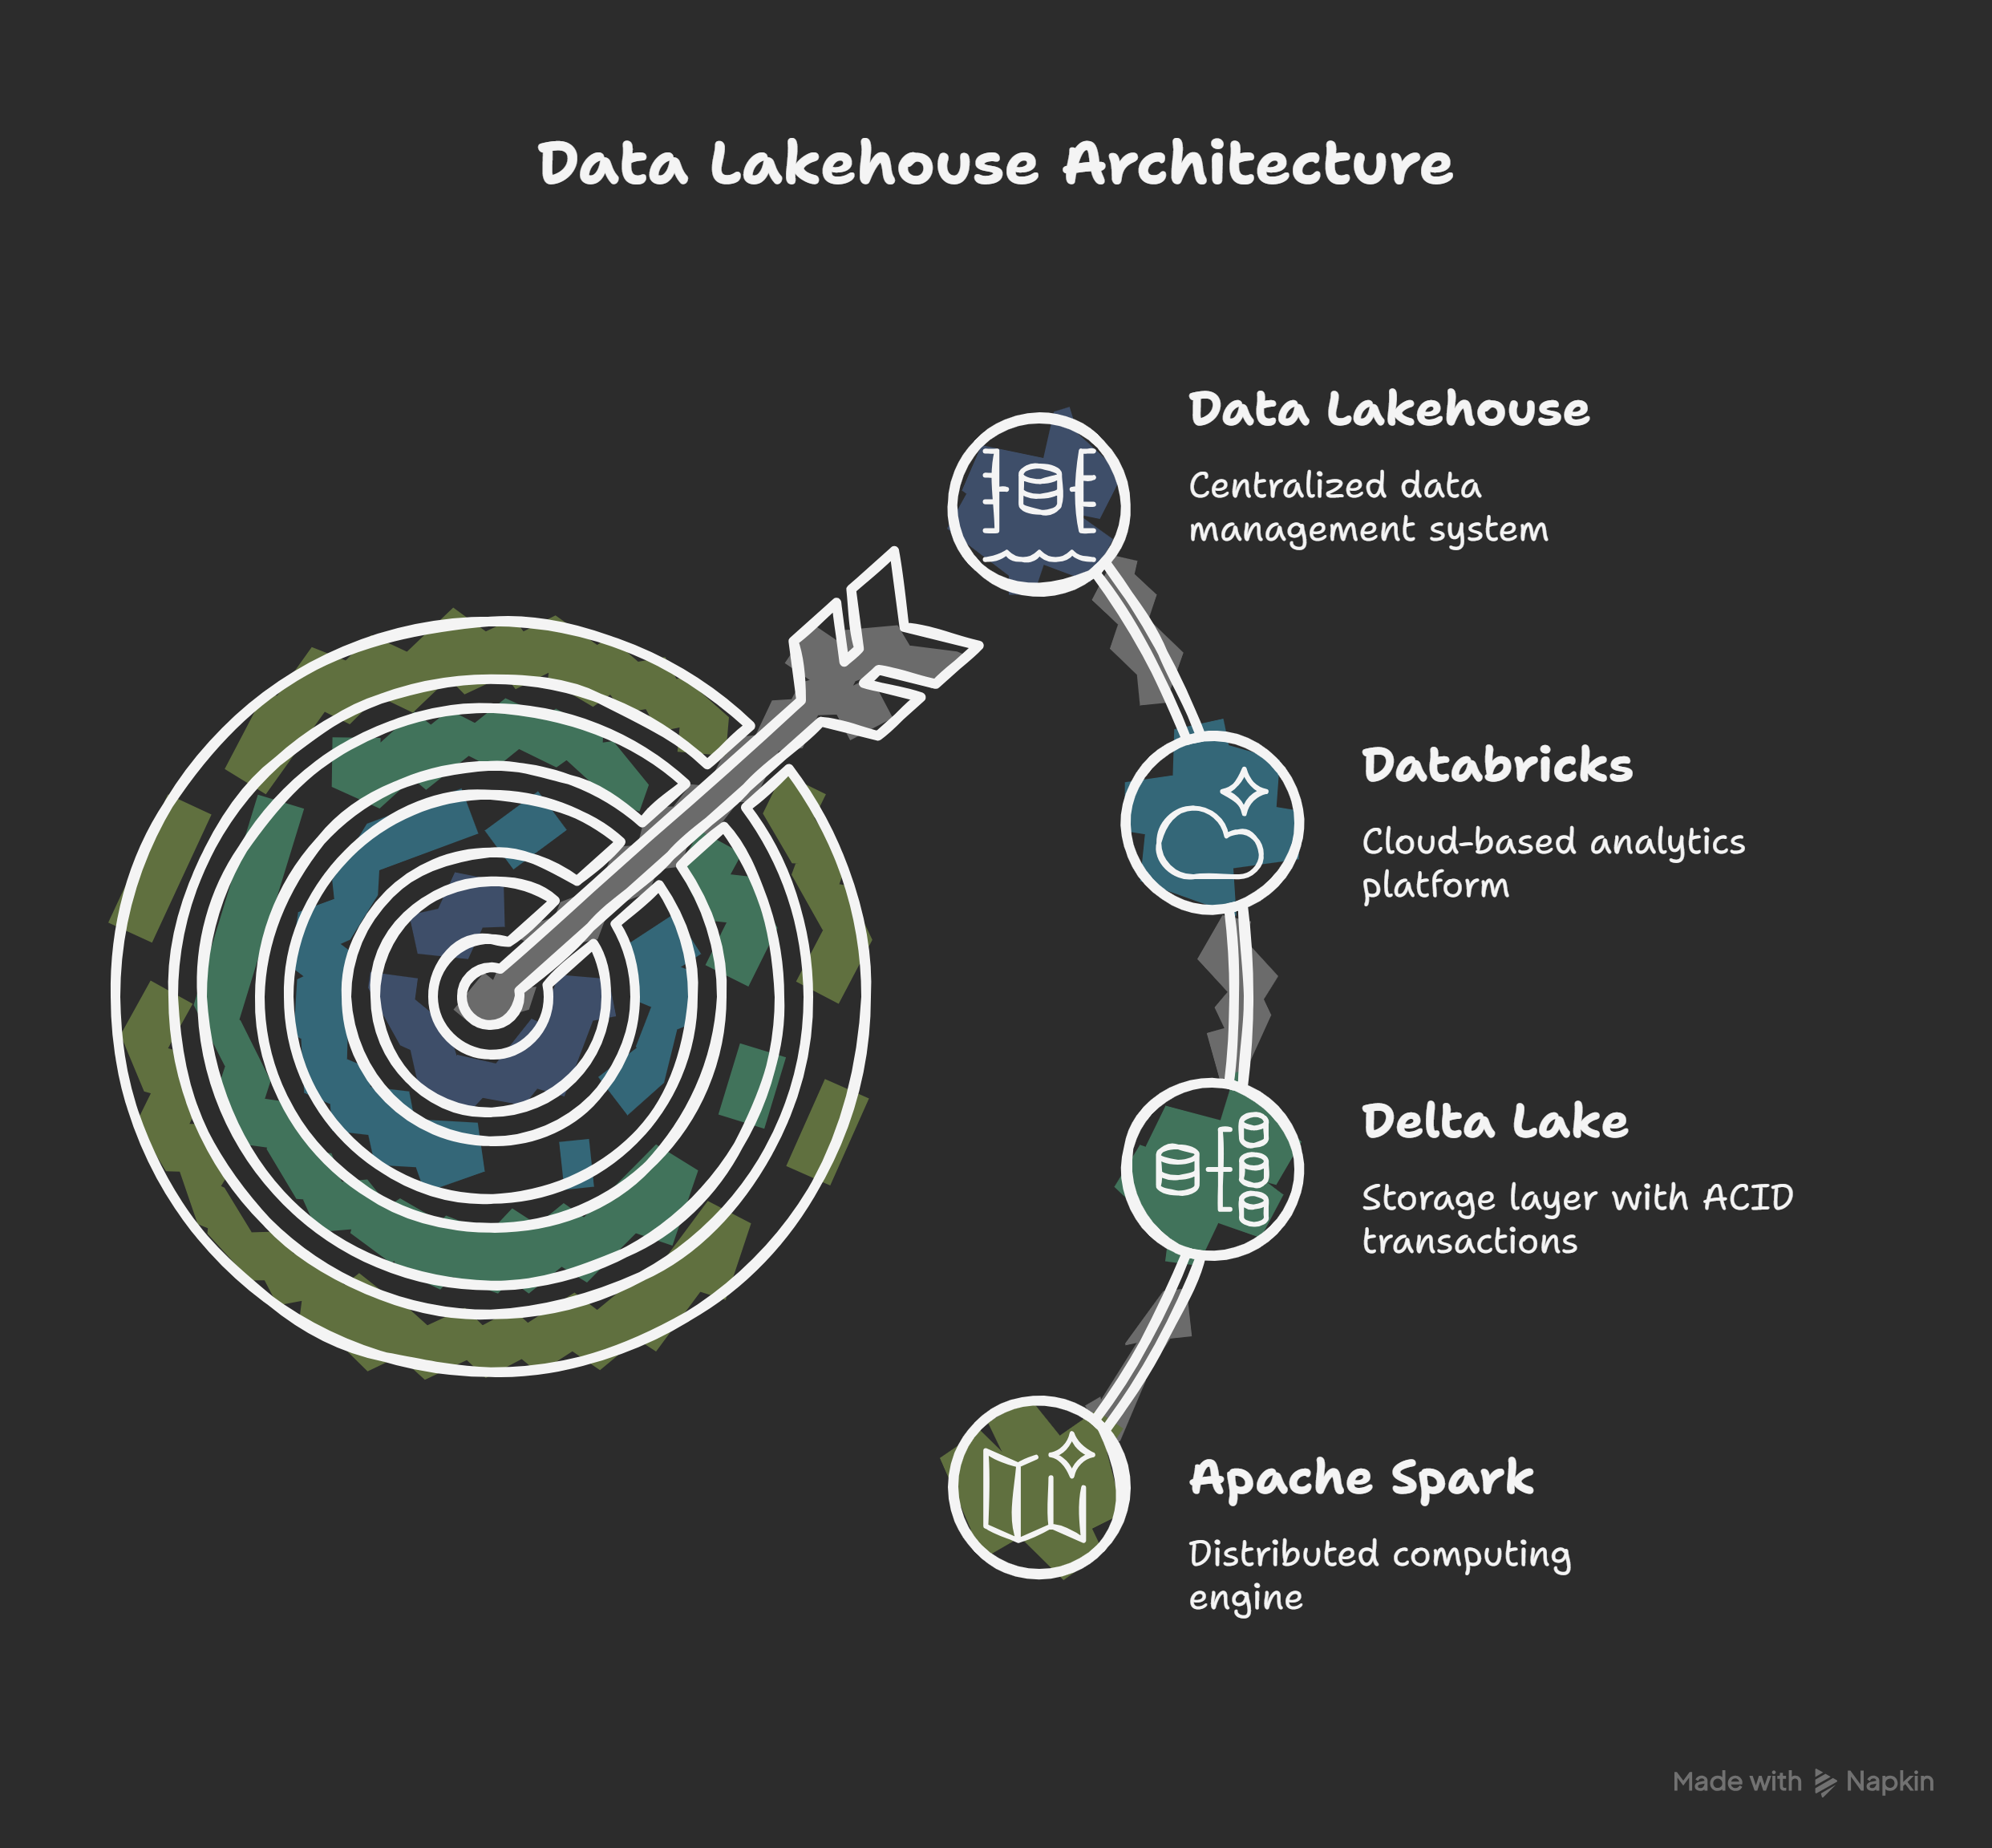 Data Lakehouse Architecture
Data Lakehouse
Centralized data
management system
Databricks
Cloud-based analytics
platform
Delta Lake
Storage layer with ACID
transactions
Apache Spark
Distributed computing
engine
Made with Napkin